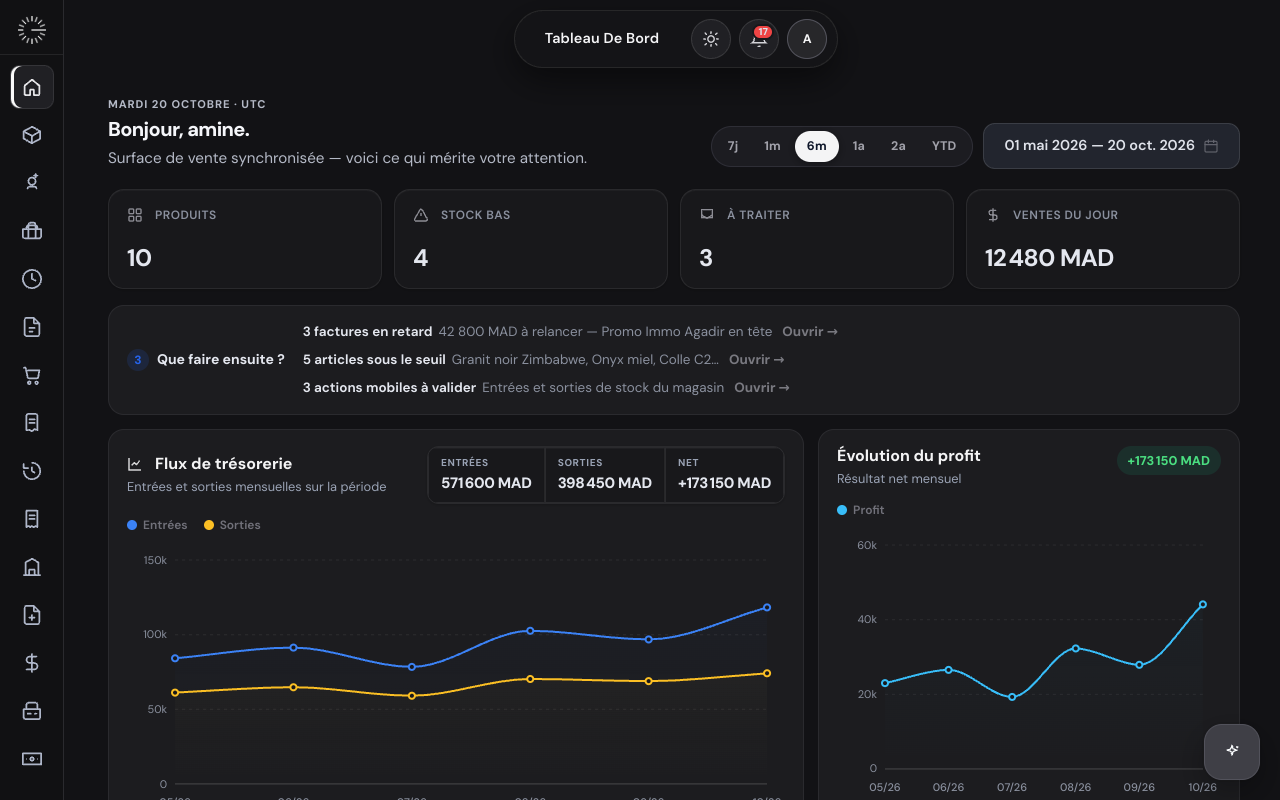 Tableau De Bord
17
A
MARDI 20 OCTOBRE · UTC
Bonjour, amine.
Surface de vente synchronisée — voici ce qui mérite votre attention.
7j 1m 6m 1a 2a YTD
01 mai 2026 — 20 oct. 2026
PRODUITS
10
STOCK BAS
4
À TRAITER
3
VENTES DU JOUR
12 480 MAD
3 Que faire ensuite ?
3 factures en retard 42 800 MAD à relancer — Promo Immo Agadir en tête Ouvrir →
5 articles sous le seuil Granit noir Zimbabwe, Onyx miel, Colle C2… Ouvrir →
3 actions mobiles à valider Entrées et sorties de stock du magasin Ouvrir →
Flux de trésorerie
Entrées et sorties mensuelles sur la période
ENTRÉES
571 600 MAD
SORTIES
398 450 MAD
NET
+173 150 MAD
Entrées Sorties
150k
100k
50k
0
Évolution du profit
Résultat net mensuel
+173 150 MAD
Profit
60k
40k
20k
0
05/26 06/26 07/26 08/26 09/26 10/26